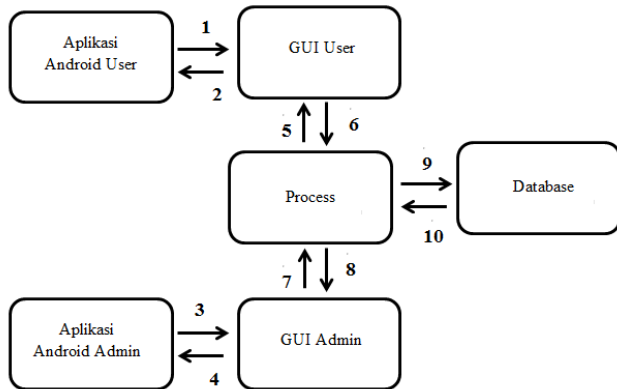 Aplikasi
Android User
1
2
GUI User
5
6
Process
9
10
Database
7
8
Aplikasi
Android Admin
3
4
GUI Admin